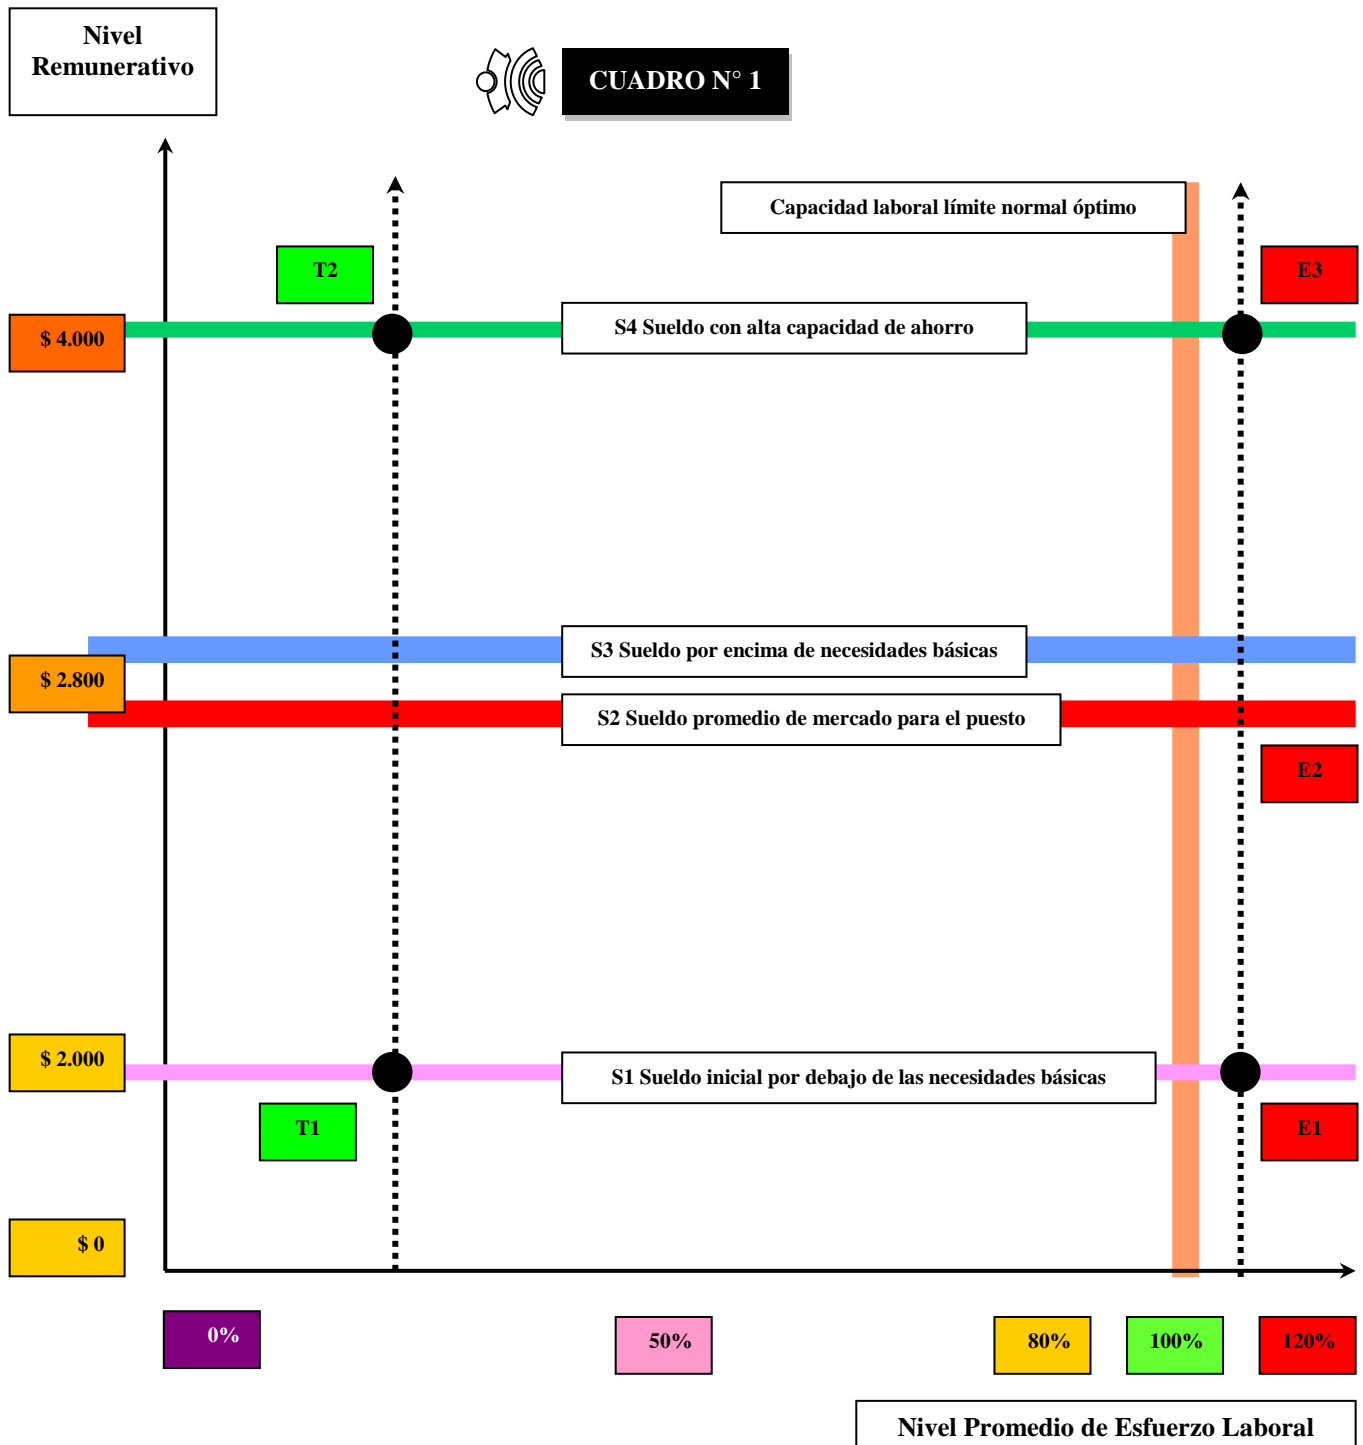 Nivel
Remunerativo
CUADRO N° 1
Capacidad laboral límite normal óptimo
T2
E3
$ 4.000
S4 Sueldo con alta capacidad de ahorro
S3 Sueldo por encima de necesidades básicas
$ 2.800
S2 Sueldo promedio de mercado para el puesto
E2
$ 2.000
S1 Sueldo inicial por debajo de las necesidades básicas
T1
E1
$ 0
0%
50%
80%
100%
120%
Nivel Promedio de Esfuerzo Laboral